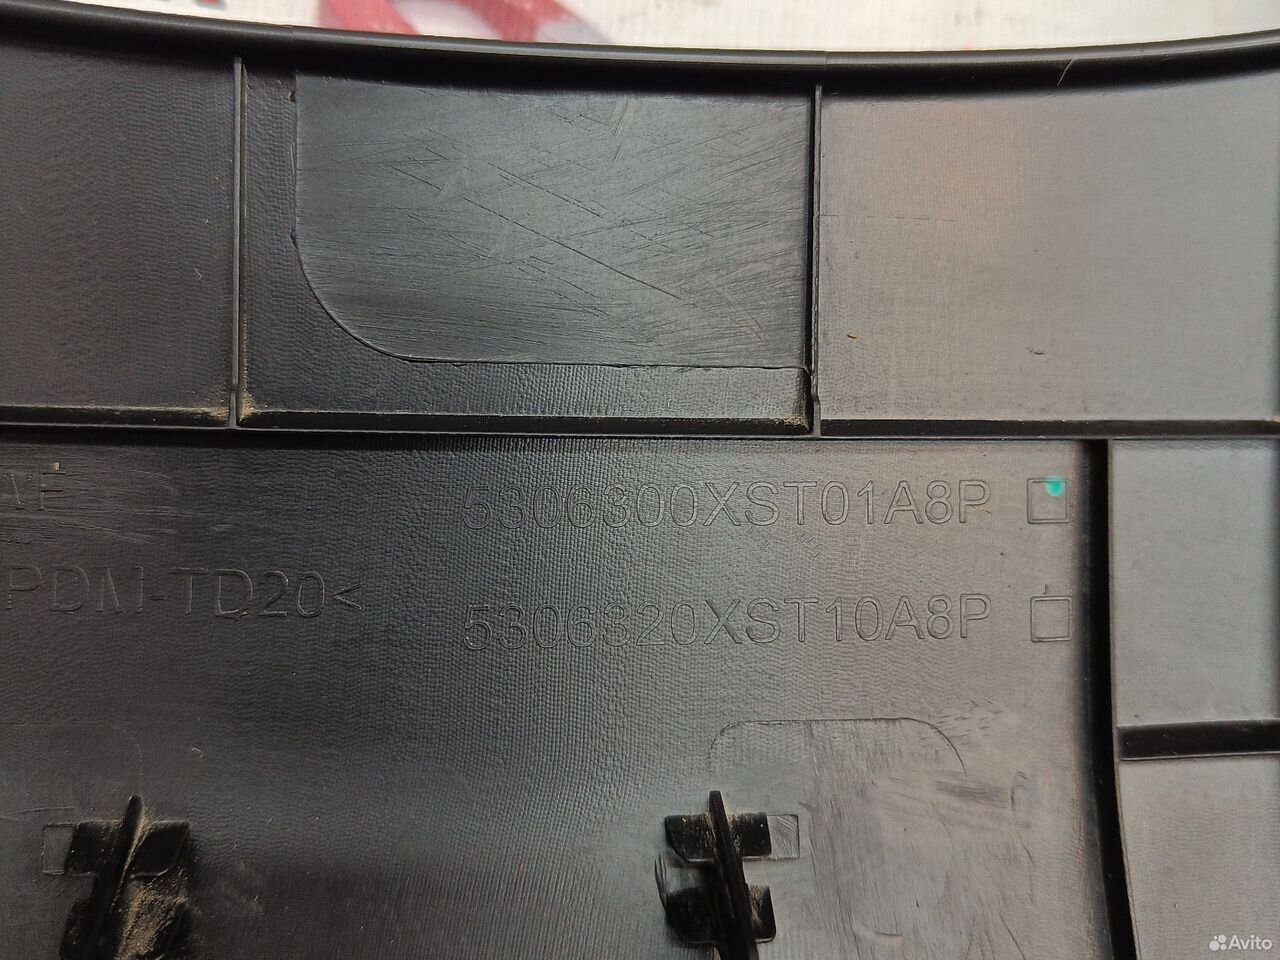 5306300XST01A8P
PDM-TD20<
5306320XST10A8P
Avito